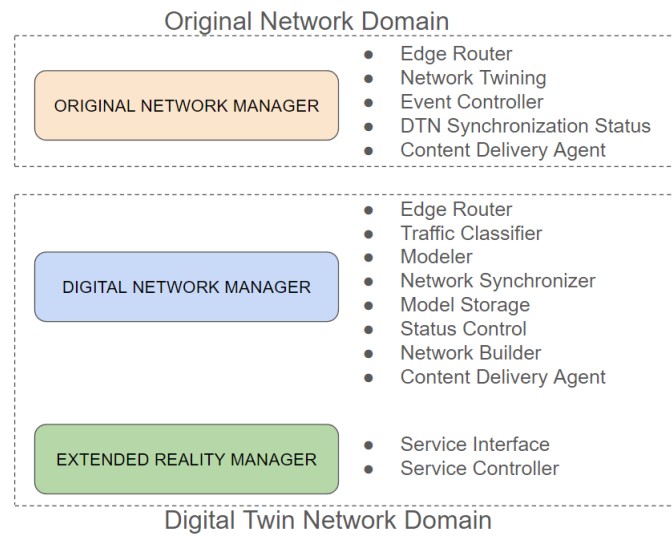 Original Network Domain
ORIGINAL NETWORK MANAGER
● Edge Router
● Network Twining
● Event Controller
● DTN Synchronization Status
● Content Delivery Agent
DIGITAL NETWORK MANAGER
● Edge Router
● Traffic Classifier
● Modeler
● Network Synchronizer
● Model Storage
● Status Control
● Network Builder
● Content Delivery Agent
EXTENDED REALITY MANAGER
● Service Interface
● Service Controller
Digital Twin Network Domain